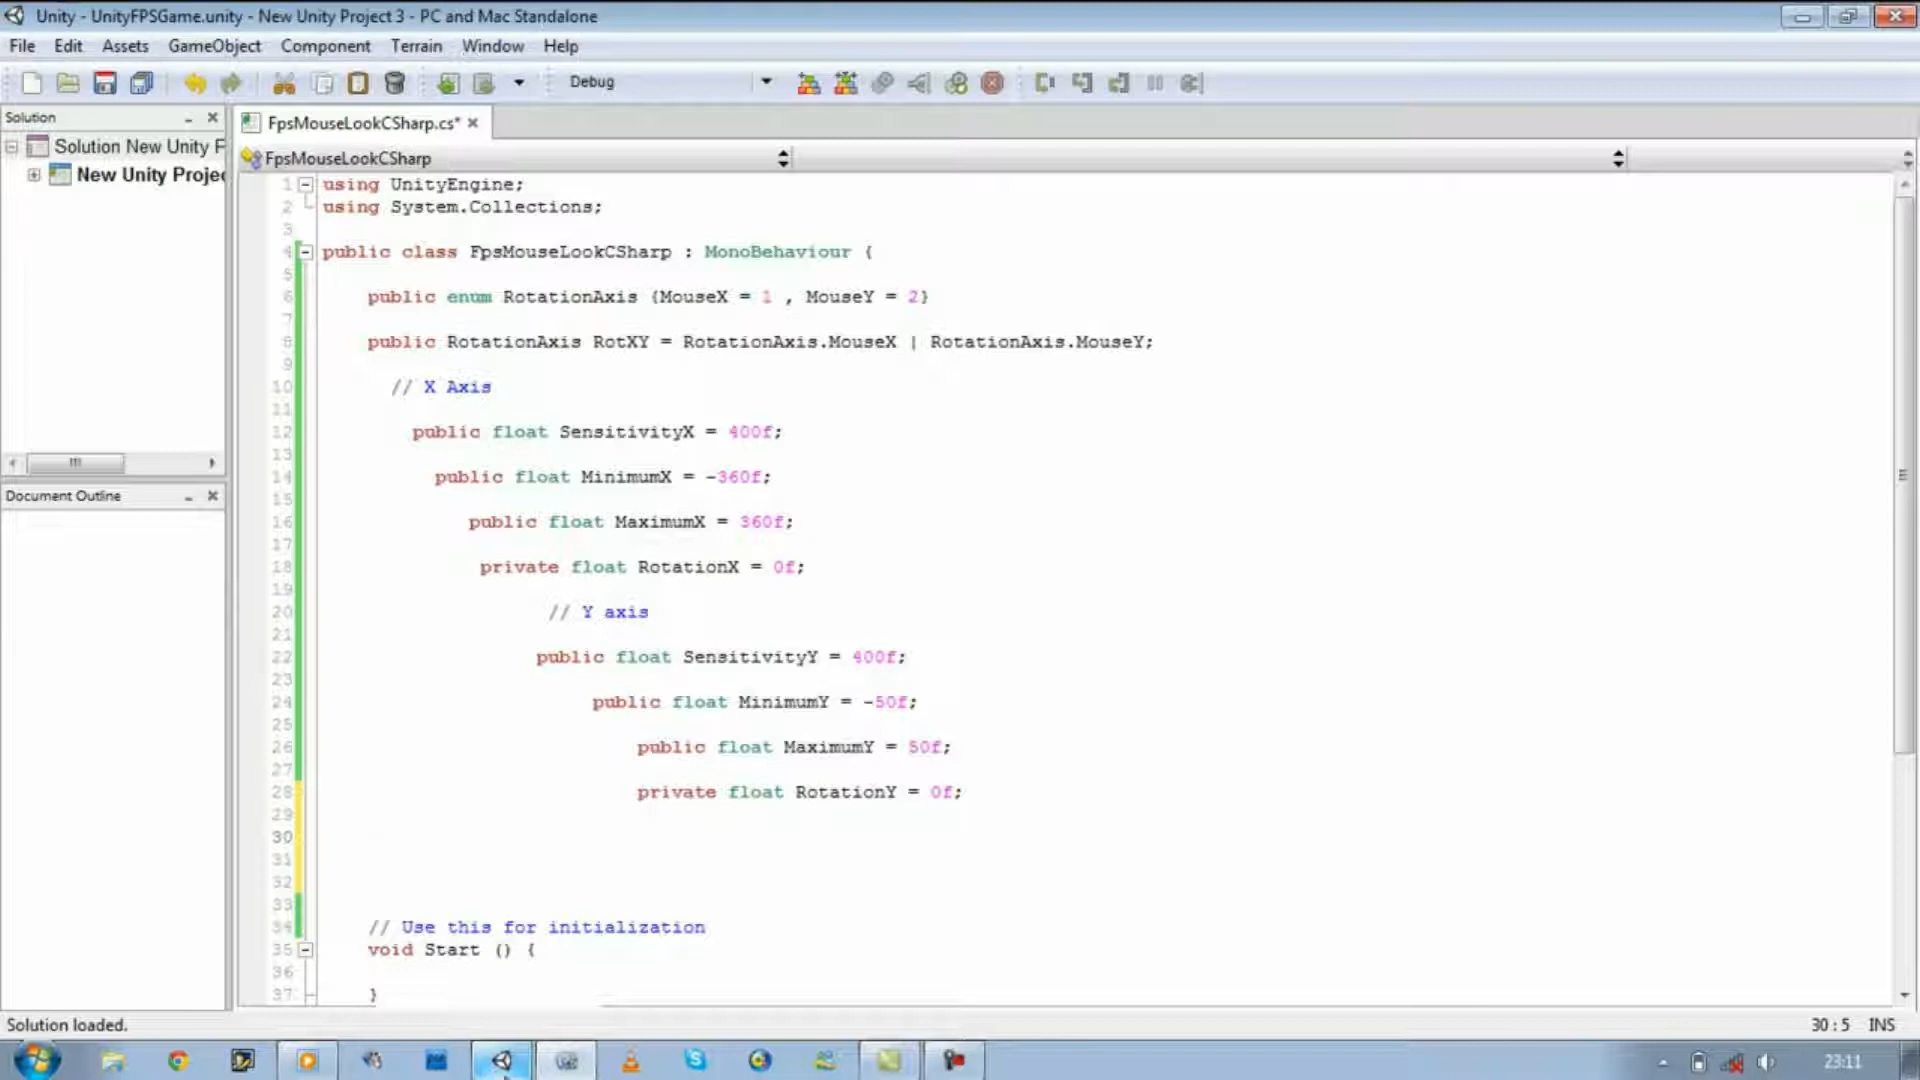 Unity - UnityFPSGame.unity - New Unity Project 3 - PC and Mac Standalone
File Edit Assets GameObject Component Terrain Window Help
Debug
Solution
FpsMouseLookCSharp.cs*
Solution New Unity F
FpsMouseLookCSharp
New Unity Projec
1 using UnityEngine;
2 using System.Collections;
3
4 public class FpsMouseLookCSharp : MonoBehaviour {
5
6 public enum RotationAxis {MouseX = 1 , MouseY = 2}
7
8 public RotationAxis RotXY = RotationAxis.MouseX | RotationAxis.MouseY;
9
10 // X Axis
11
12 public float SensitivityX = 400f;
13
14 public float MinimumX = -360f;
15
16 public float MaximumX = 360f;
17
18 private float RotationX = 0f;
19
20 // Y axis
21
22 public float SensitivityY = 400f;
23
24 public float MinimumY = -50f;
25
26 public float MaximumY = 50f;
27
28 private float RotationY = 0f;
29
30
31
32
33
34 // Use this for initialization
35 void Start () {
36
37 }
Document Outline
Solution loaded.
30 : 5 INS
23:11